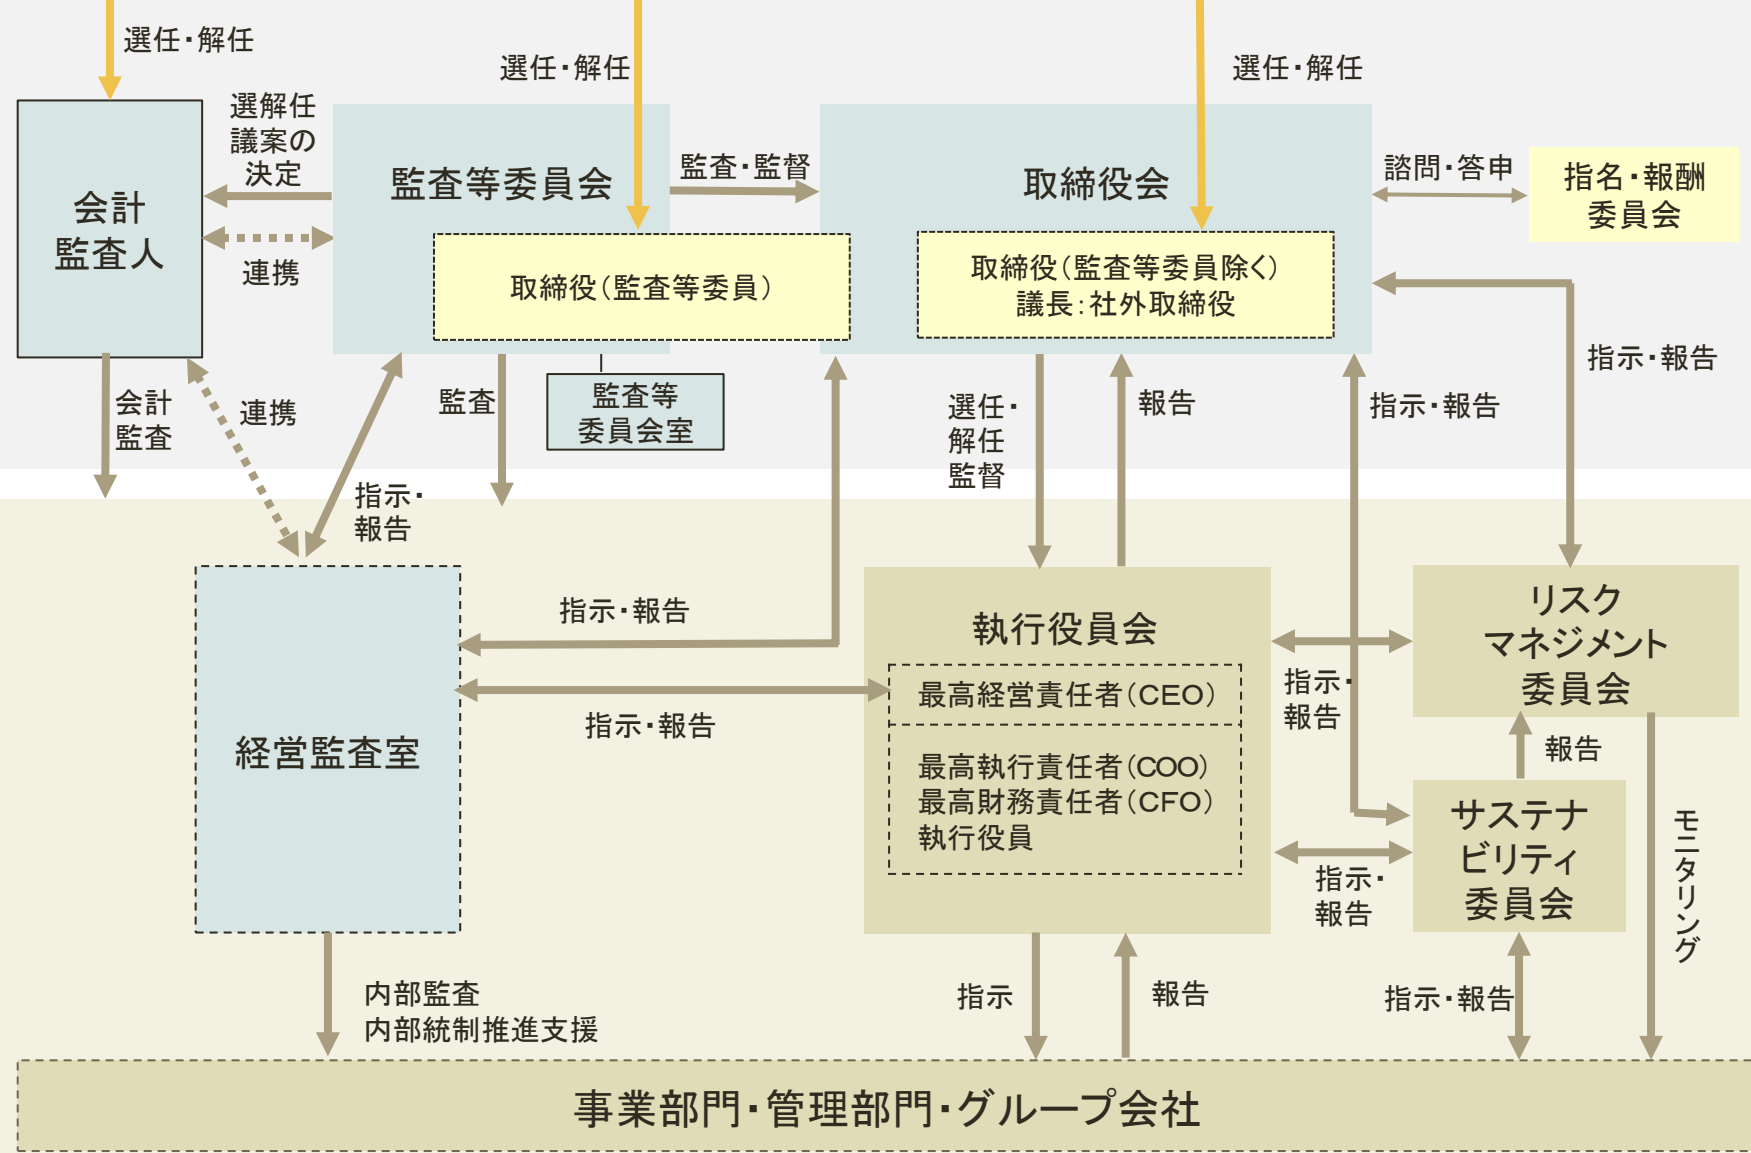 選任・解任
選任・解任
選任・解任
選解任
議案の
決定
会計
監査人
連携
監査等委員会
監査・監督
取締役会
諮問・答申
指名・報酬
委員会
取締役（監査等委員）
取締役（監査等委員除く）
議長：社外取締役
指示・報告
会計
監査
連携
監査
監査等
委員会室
選任・
解任
監督
報告
指示・報告
指示・
報告
指示・報告
指示・報告
経営監査室
執行役員会
最高経営責任者（CEO）
最高執行責任者（COO）
最高財務責任者（CFO）
執行役員
指示・
報告
リスク
マネジメント
委員会
報告
サステナ
ビリティ
委員会
指示・
報告
モニタリング
内部監査
内部統制推進支援
指示
報告
指示・報告
事業部門・管理部門・グループ会社